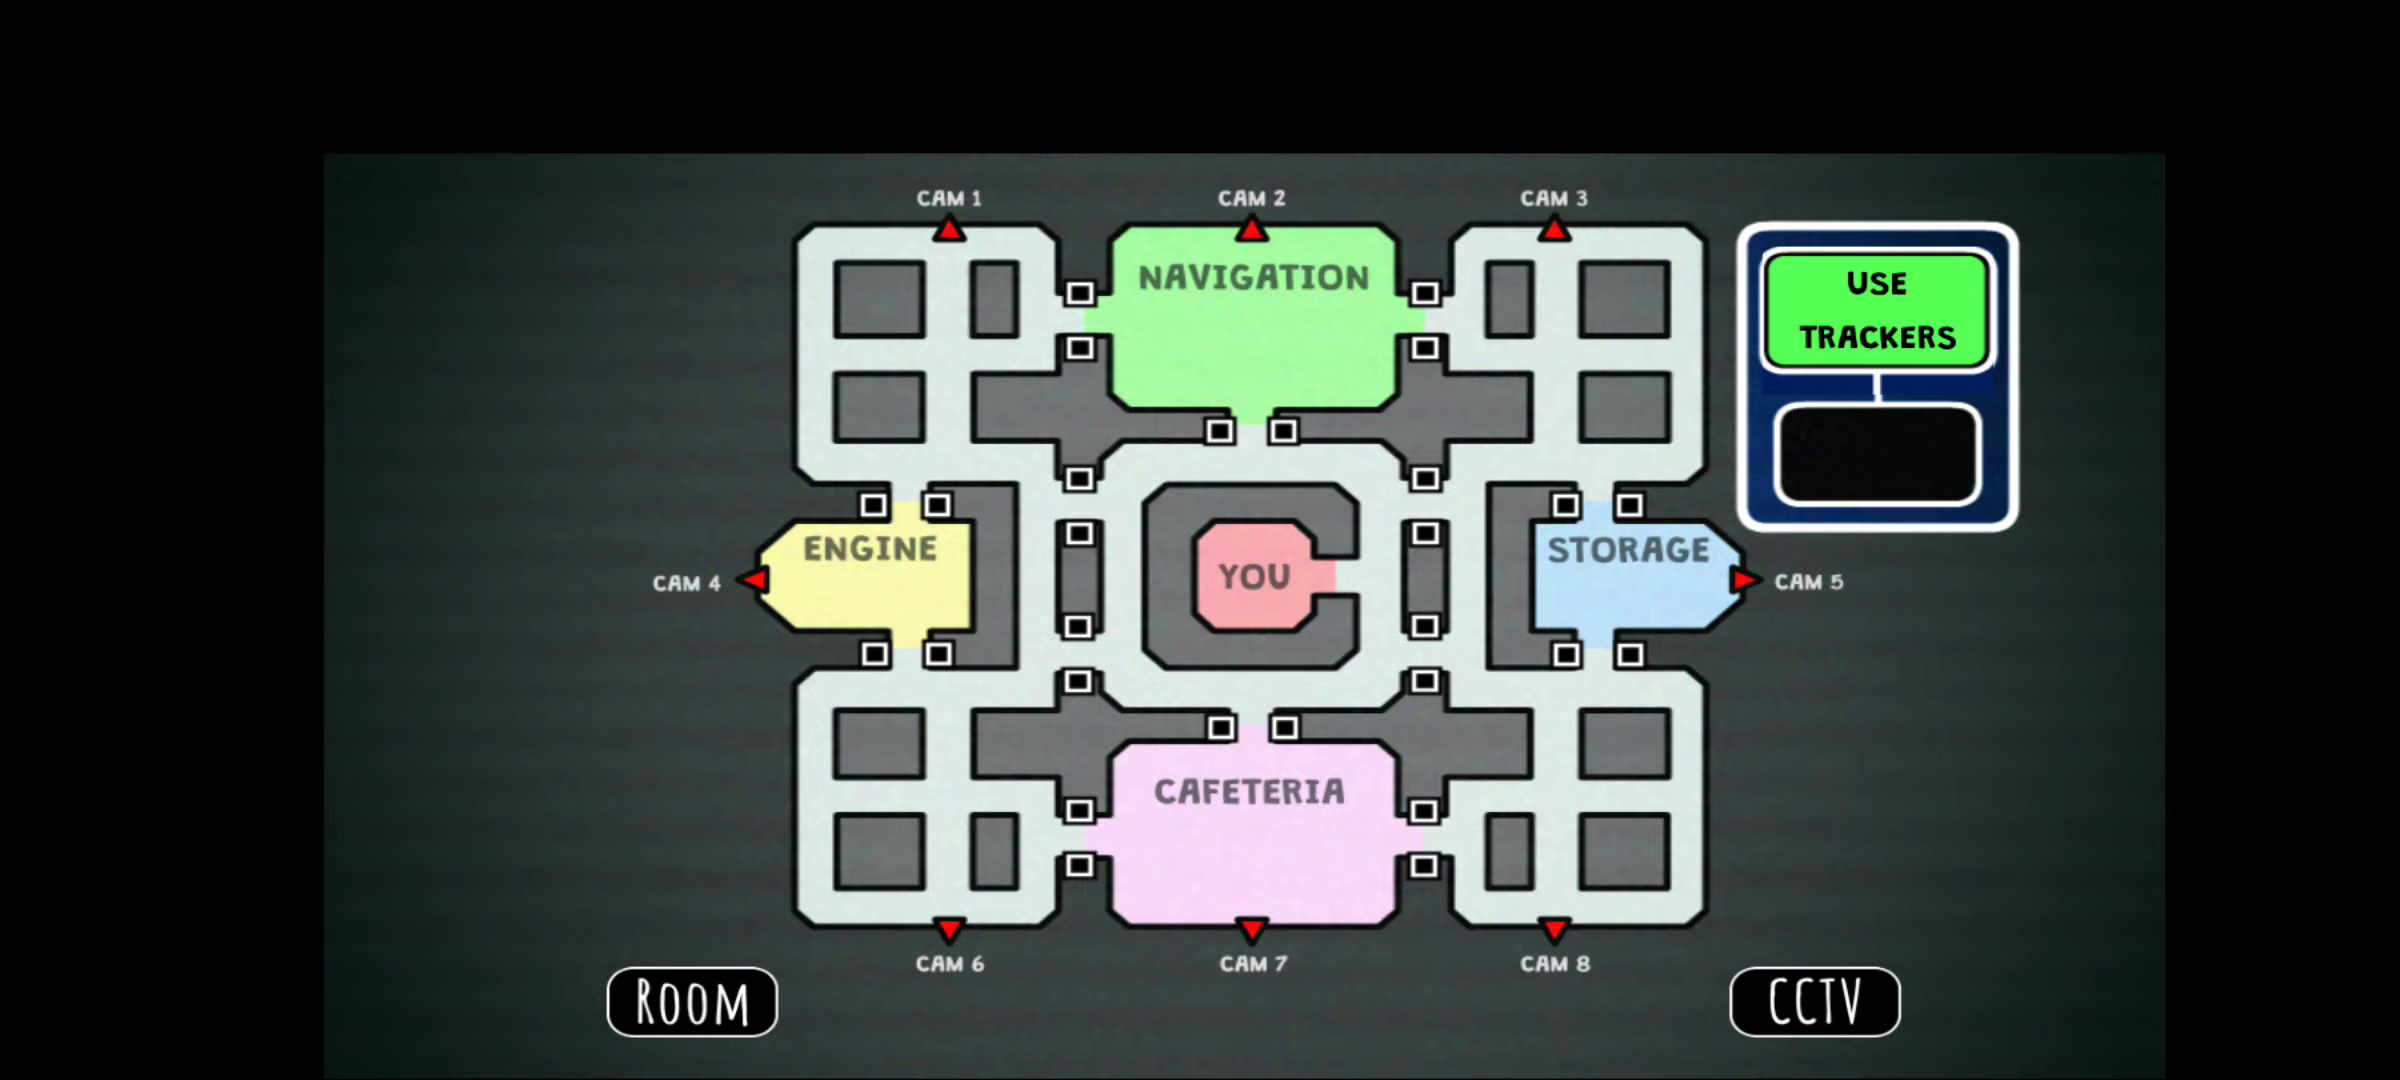 CAM 1
CAM 2
CAM 3
NAVIGATION
USE
TRACKERS
ENGINE
STORAGE
YOU
CAM 4
CAM 5
CAFETERIA
CAM 6
CAM 7
CAM 8
ROOM
CCTV